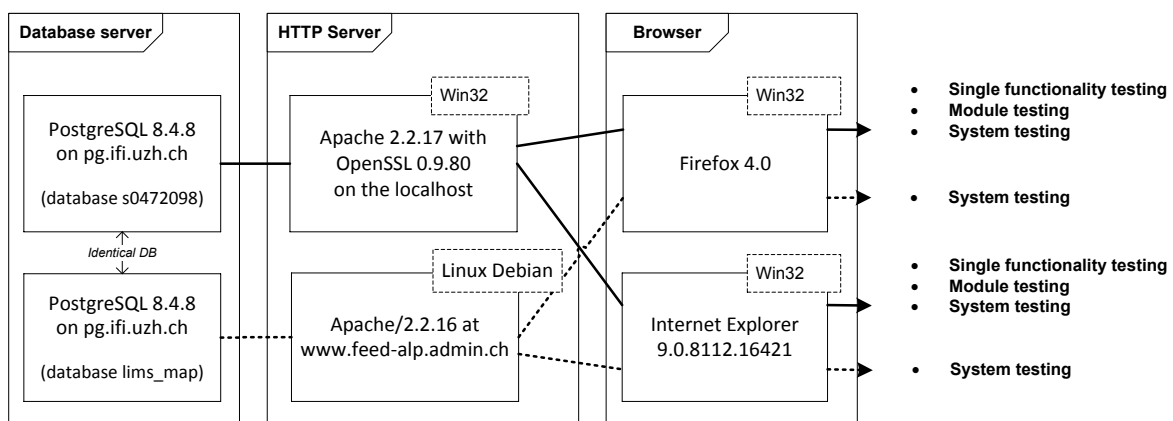 Database server
HTTP Server
Browser
PostgreSQL 8.4.8
on pg.ifi.uzh.ch
(database s0472098)
Identical DB
PostgreSQL 8.4.8
on pg.ifi.uzh.ch
(database lims_map)
Win32
Apache 2.2.17 with
OpenSSL 0.9.80
on the localhost
Linux Debian
Apache/2.2.16 at
www.feed-alp.admin.ch
Win32
Firefox 4.0
Win32
Internet Explorer
9.0.8112.16421
• Single functionality testing
• Module testing
• System testing
• System testing
• Single functionality testing
• Module testing
• System testing
• System testing